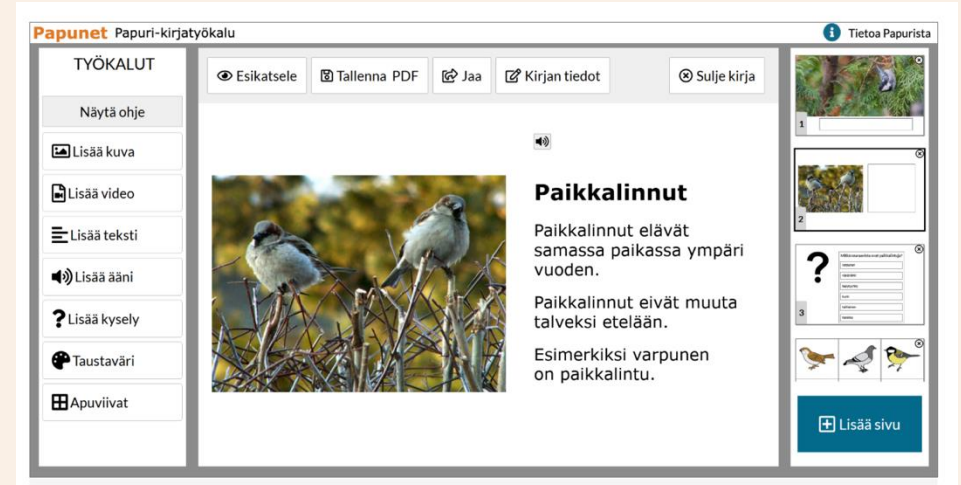 Papunet Papuri-kirjatyökalu
Tietoa Papurista
TYÖKALUT
Näytä ohje
Lisää kuva
Lisää video
Lisää teksti
Lisää ääni
Lisää kysely
Taustaväri
Apuviivat
Esikatsele
Tallenna PDF
Jaa
Kirjan tiedot
Sulje kirja
Paikkalinnut
Paikkalinnut elävät
samassa paikassa ympäri
vuoden.
Paikkalinnut eivät muuta
talveksi etelään.
Esimerkiksi varpunen
on paikkalintu.
1
2
?
3
Lisää sivu